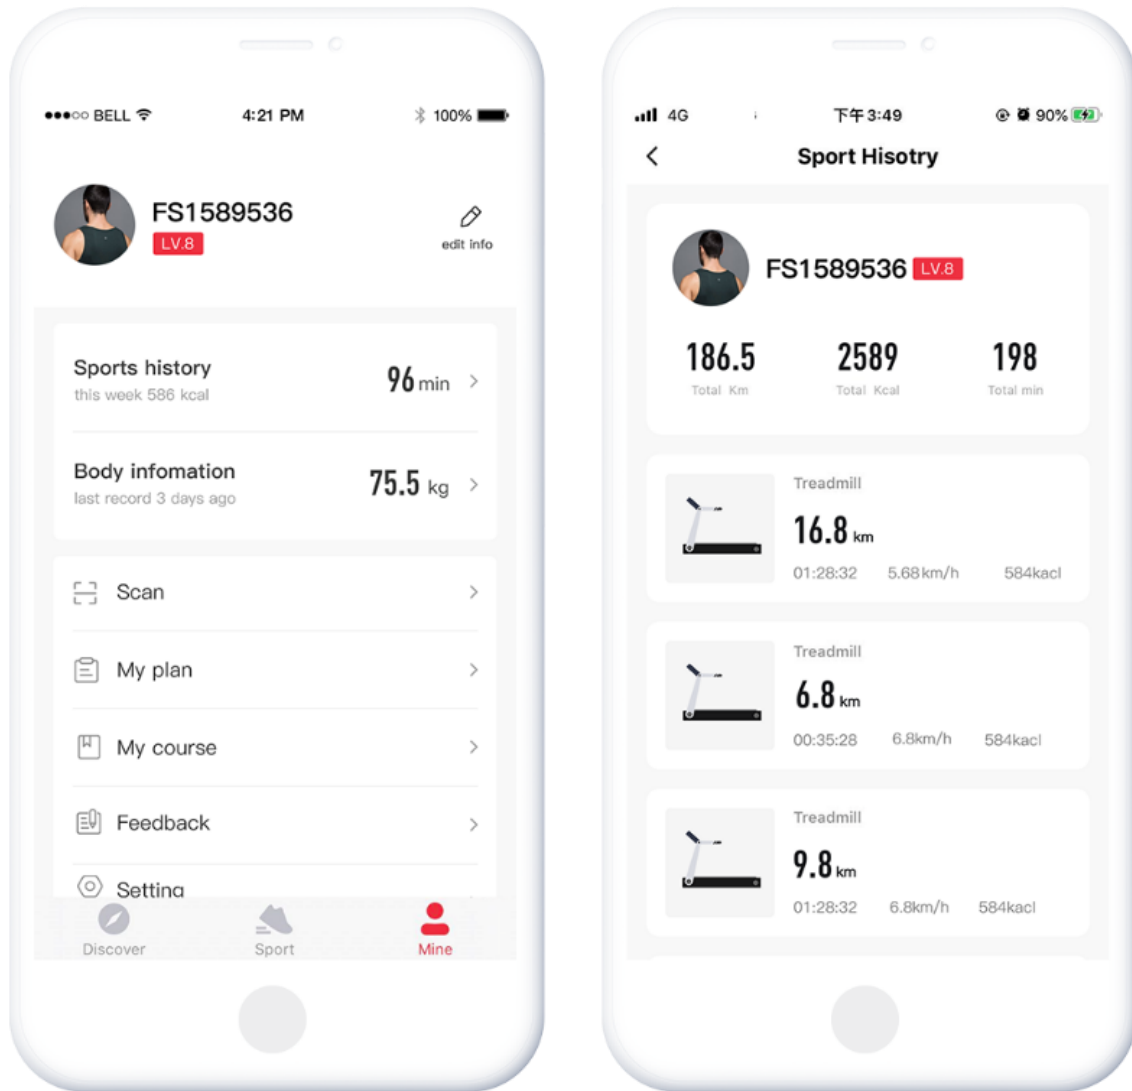 BELL 4:21 PM 100%
FS1589536
LV.8
edit info
Sports history
this week 586 kcal
96 min
Body infomation
last record 3 days ago
75.5 kg
Scan
My plan
My course
Feedback
Setting
Discover Sport Mine
4G 下午3:49 90%
Sport Hisotry
FS1589536 LV.8
186.5 2589 198
Total Km Total Kcal Total min
Treadmill
16.8 km
01:28:32 5.68km/h 584kacl
Treadmill
6.8 km
00:35:28 6.8km/h 584kacl
Treadmill
9.8 km
01:28:32 6.8km/h 584kacl